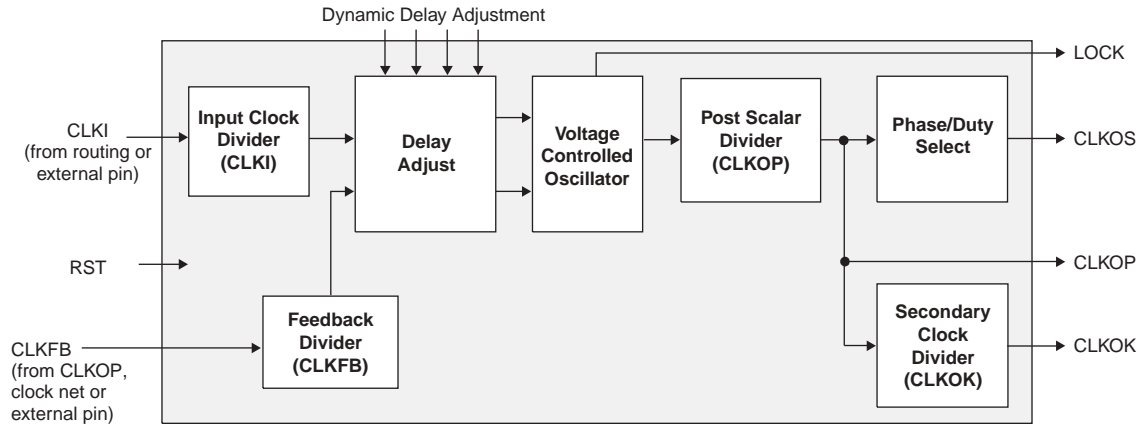 Dynamic Delay Adjustment
LOCK
Input Clock
Divider
(CLKI)
CLKI
(from routing or
external pin)
Delay
Adjust
Voltage
Controlled
Oscillator
Post Scalar
Divider
(CLKOP)
Phase/Duty
Select
CLKOS
RST
CLKOP
Feedback
Divider
(CLKFB)
CLKFB
(from CLKOP,
clock net or
external pin)
Secondary
Clock
Divider
(CLKOK)
CLKOK